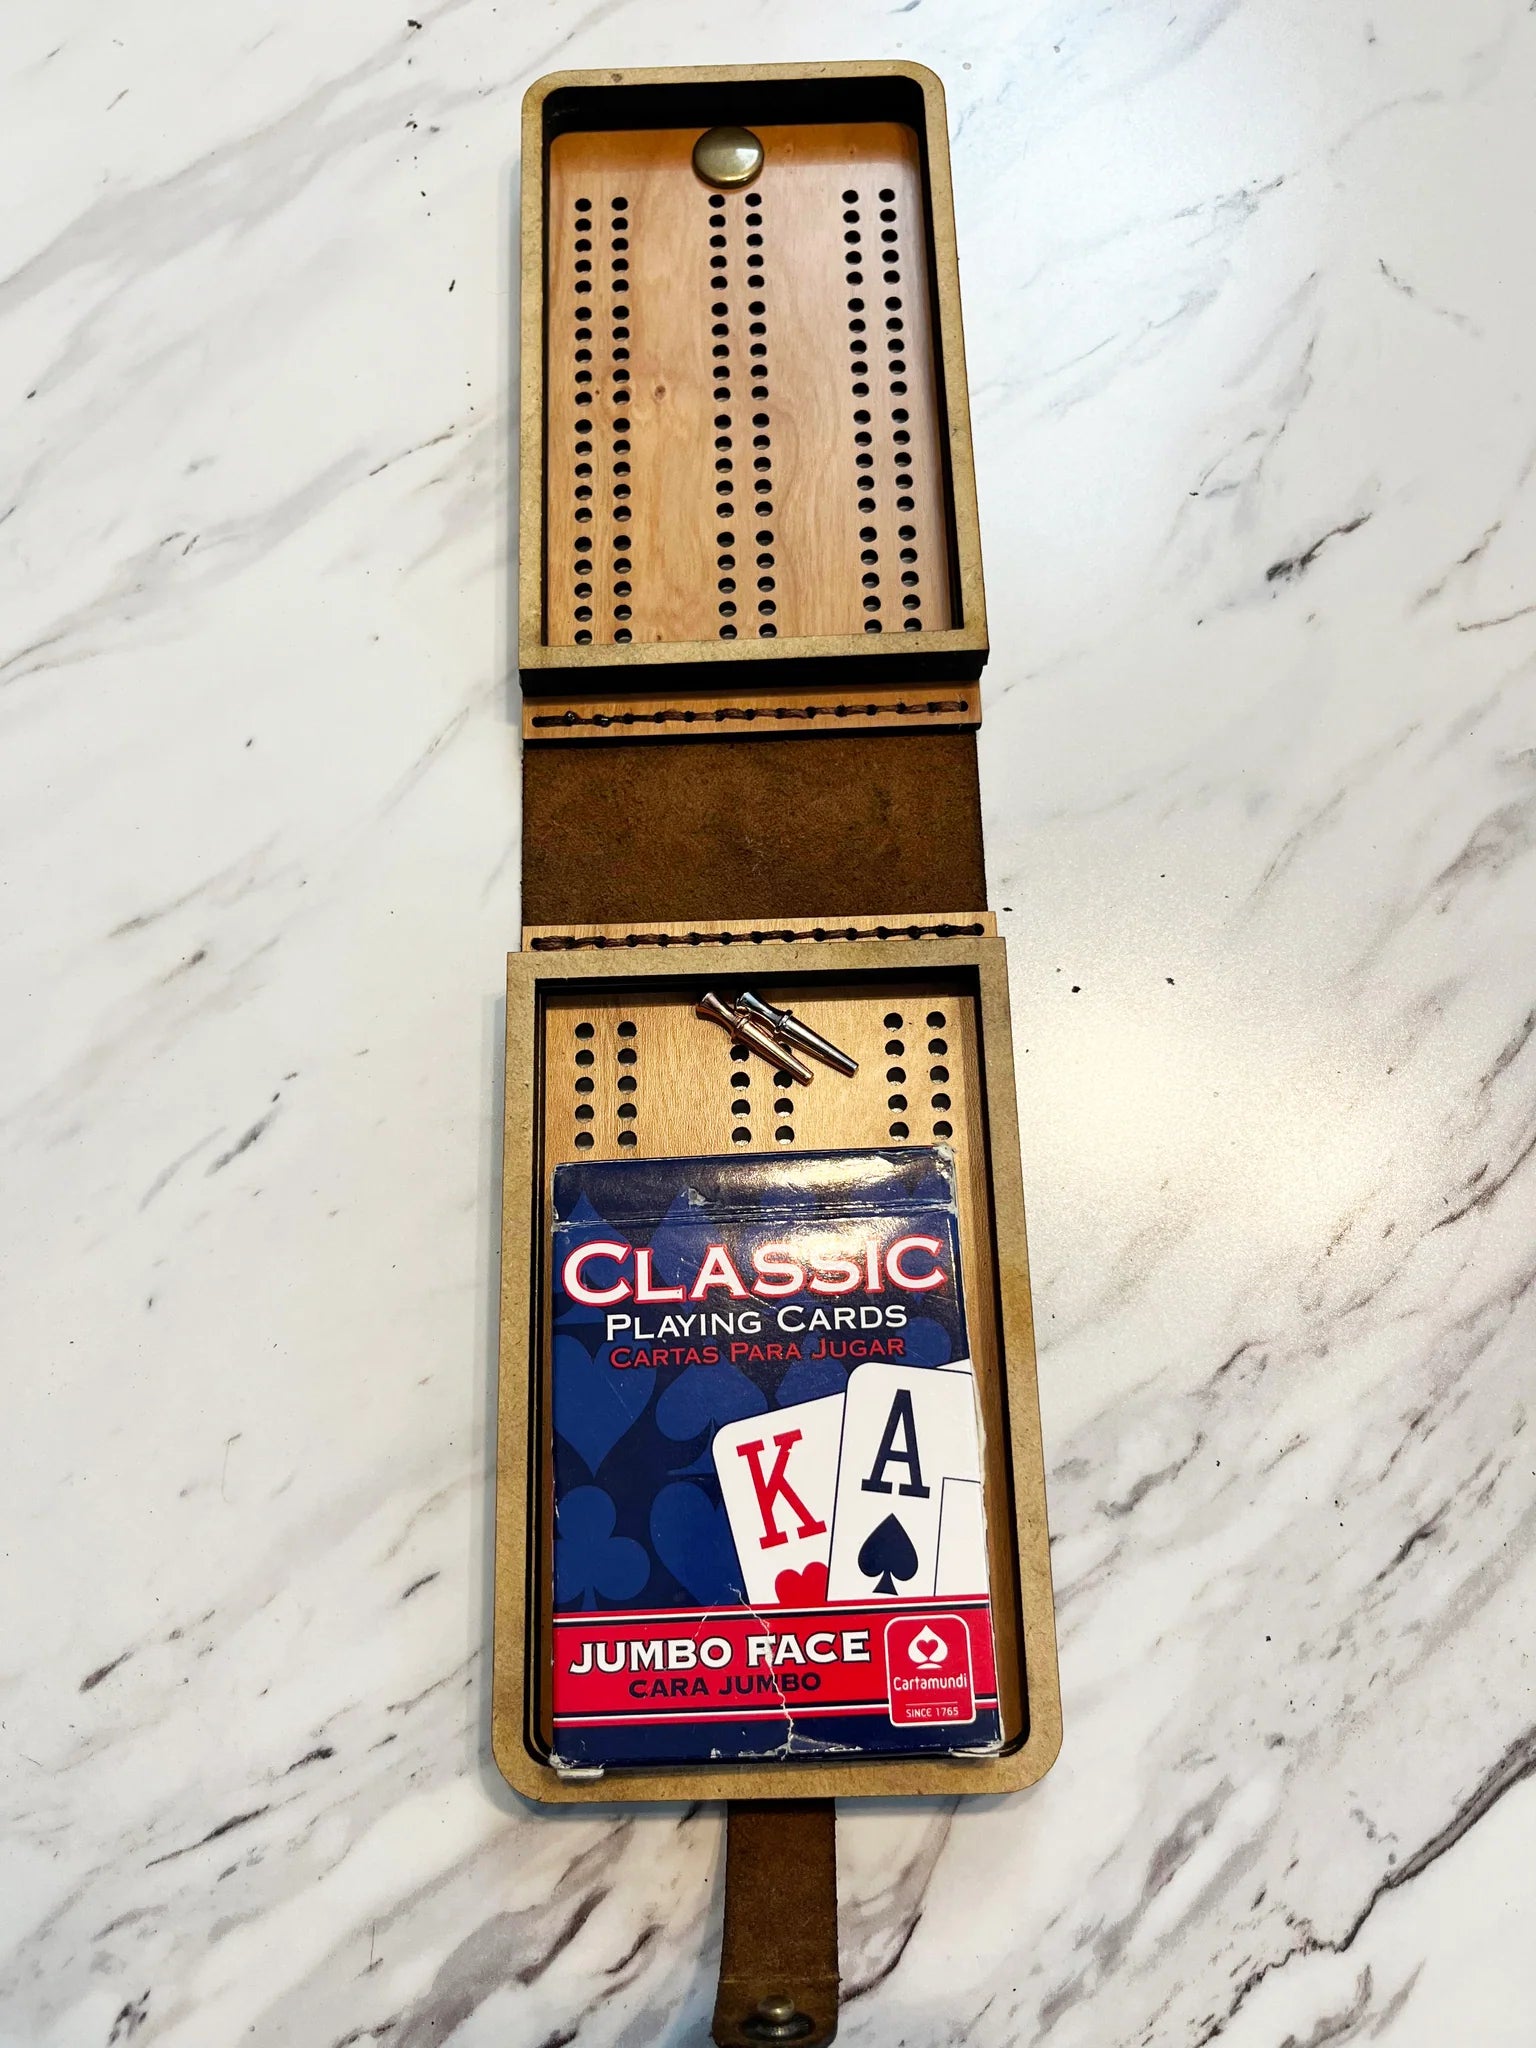 CLASSIC
PLAYING CARDS
CARTAS PARA JUGAR
K
A
JUMBO FACE
CARA JUMBO
Cartamundi
SINCE 1765